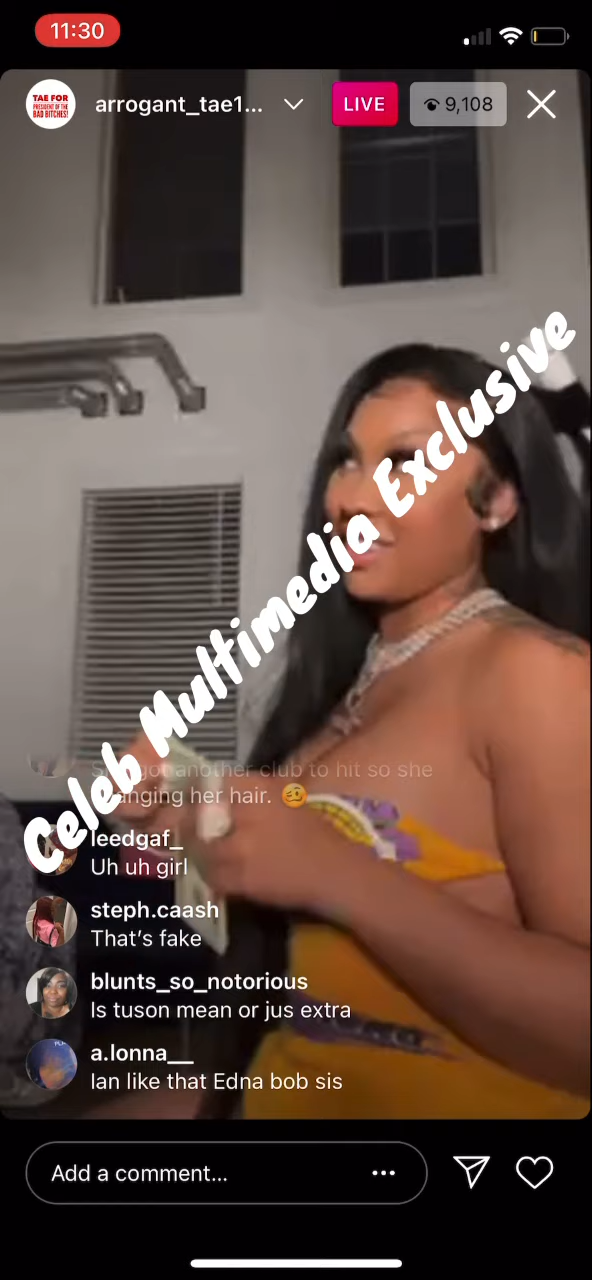 11:30
TAE FOR
PRESIDENT OF THE
BAD BITCHES!
arrogant_tae1...
LIVE
9,108
Celeb Multimedia Exclusive
got another club to hit so she
anging her hair. 🥴
leedgaf_
Uh uh girl
steph.caash
That's fake
blunts_so_notorious
Is tuson mean or jus extra
a.lonna__
Ian like that Edna bob sis
Add a comment...